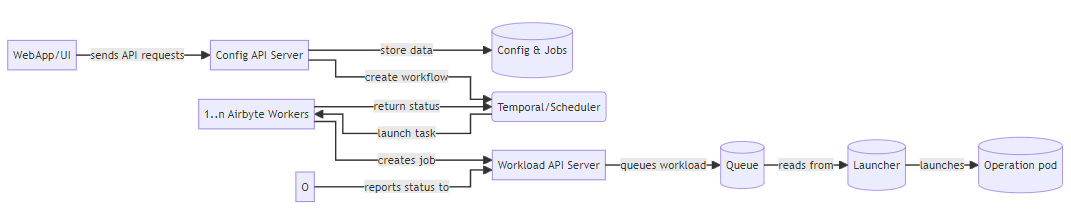 WebApp/UI
sends API requests
Config API Server
store data
Config & Jobs
create workflow
1..n Airbyte Workers
return status
Temporal/Scheduler
launch task
creates job
Workload API Server
queues workload
Queue
reads from
Launcher
launches
Operation pod
O
reports status to